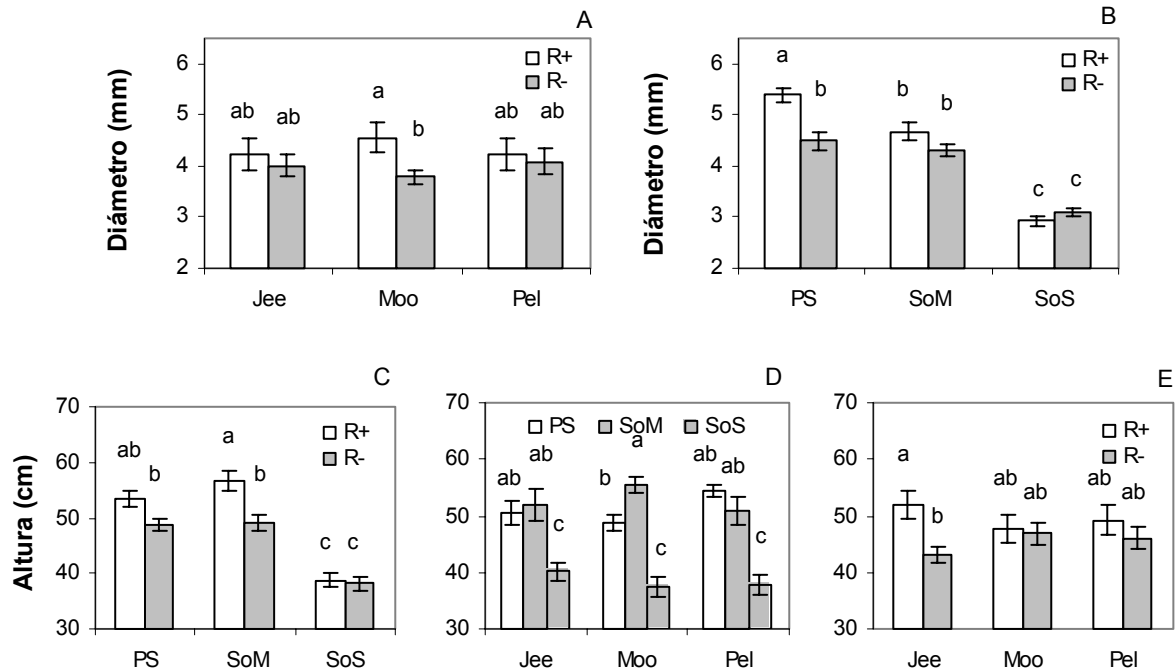 A
Diámetro (mm)
6
5
4
3
2
R+
R-
ab ab a b ab ab
Jee Moo Pel
B
Diámetro (mm)
6
5
4
3
2
R+
R-
a b b b c c
PS SoM SoS
C
Altura (cm)
70
60
50
40
30
R+
R-
ab b a b c c
PS SoM SoS
D
70
60
50
40
30
PS SoM SoS
ab ab c b a c ab ab c
Jee Moo Pel
E
70
60
50
40
30
R+
R-
a b ab ab ab ab
Jee Moo Pel